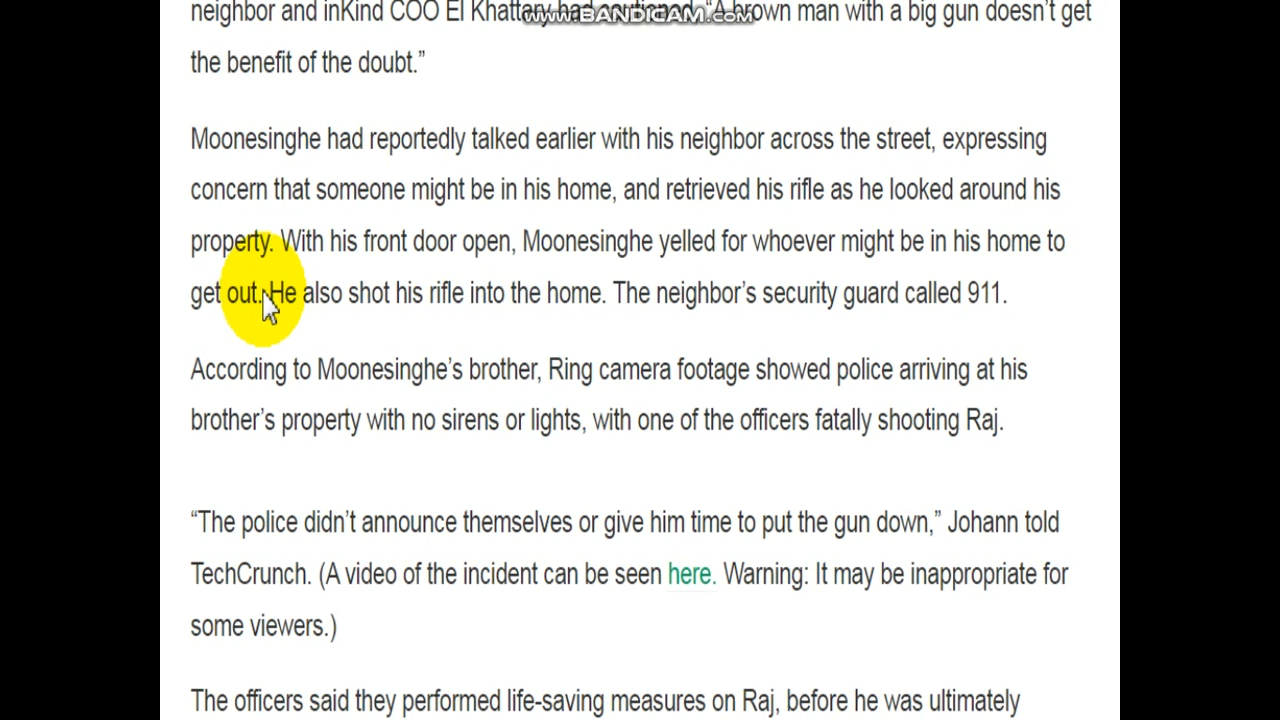 neighbor and inKind COO El Khattary had cautioned, “A brown man with a big gun doesn’t get
www.BANDICAM.com
the benefit of the doubt.”
Moonesinghe had reportedly talked earlier with his neighbor across the street, expressing
concern that someone might be in his home, and retrieved his rifle as he looked around his
property. With his front door open, Moonesinghe yelled for whoever might be in his home to
get out. He also shot his rifle into the home. The neighbor’s security guard called 911.
According to Moonesinghe’s brother, Ring camera footage showed police arriving at his
brother’s property with no sirens or lights, with one of the officers fatally shooting Raj.
“The police didn’t announce themselves or give him time to put the gun down,” Johann told
TechCrunch. (A video of the incident can be seen here. Warning: It may be inappropriate for
some viewers.)
The officers said they performed life-saving measures on Raj, before he was ultimately